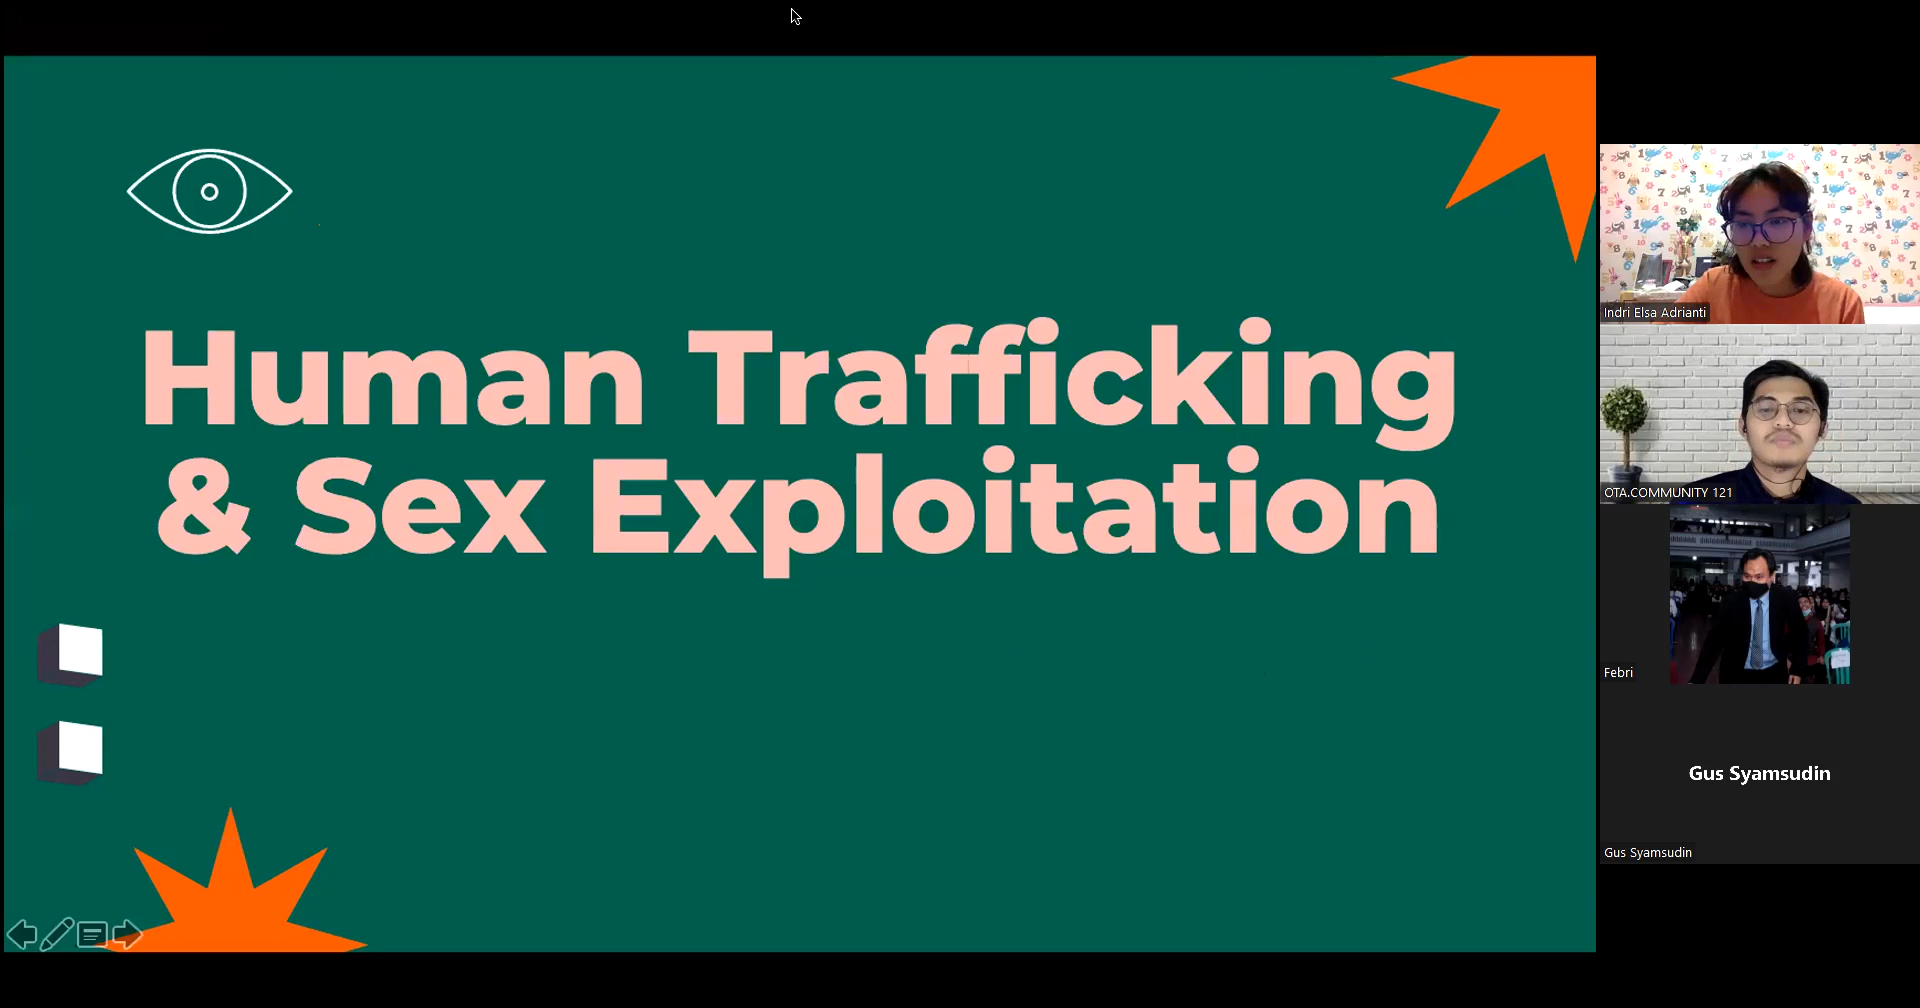 Human Trafficking
& Sex Exploitation
Indri Elsa Adrianti
OTA.COMMUNITY 121
Febri
Gus Syamsudin
Gus Syamsudin